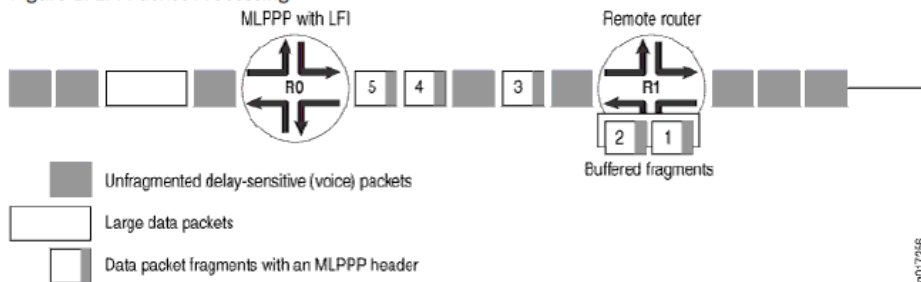 MLPPP with LFI
Remote router
R0
5
4
3
R1
2
1
Buffered fragments
Unfragmented delay-sensitive (voice) packets
Large data packets
Data packet fragments with an MLPPP header
g017266